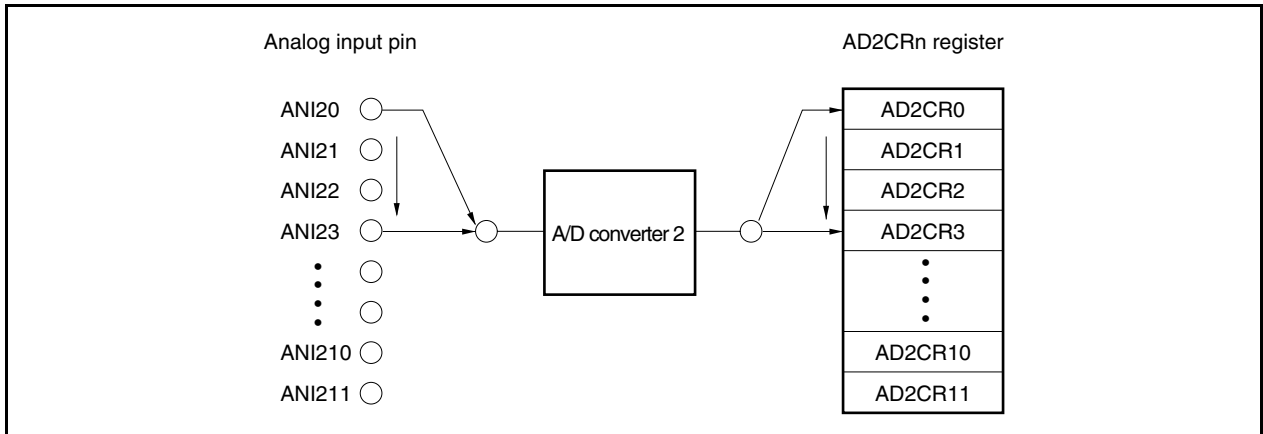 Analog input pin
AD2CRn register
ANI20
ANI21
ANI22
ANI23
ANI210
ANI211
A/D converter 2
AD2CR0
AD2CR1
AD2CR2
AD2CR3
AD2CR10
AD2CR11